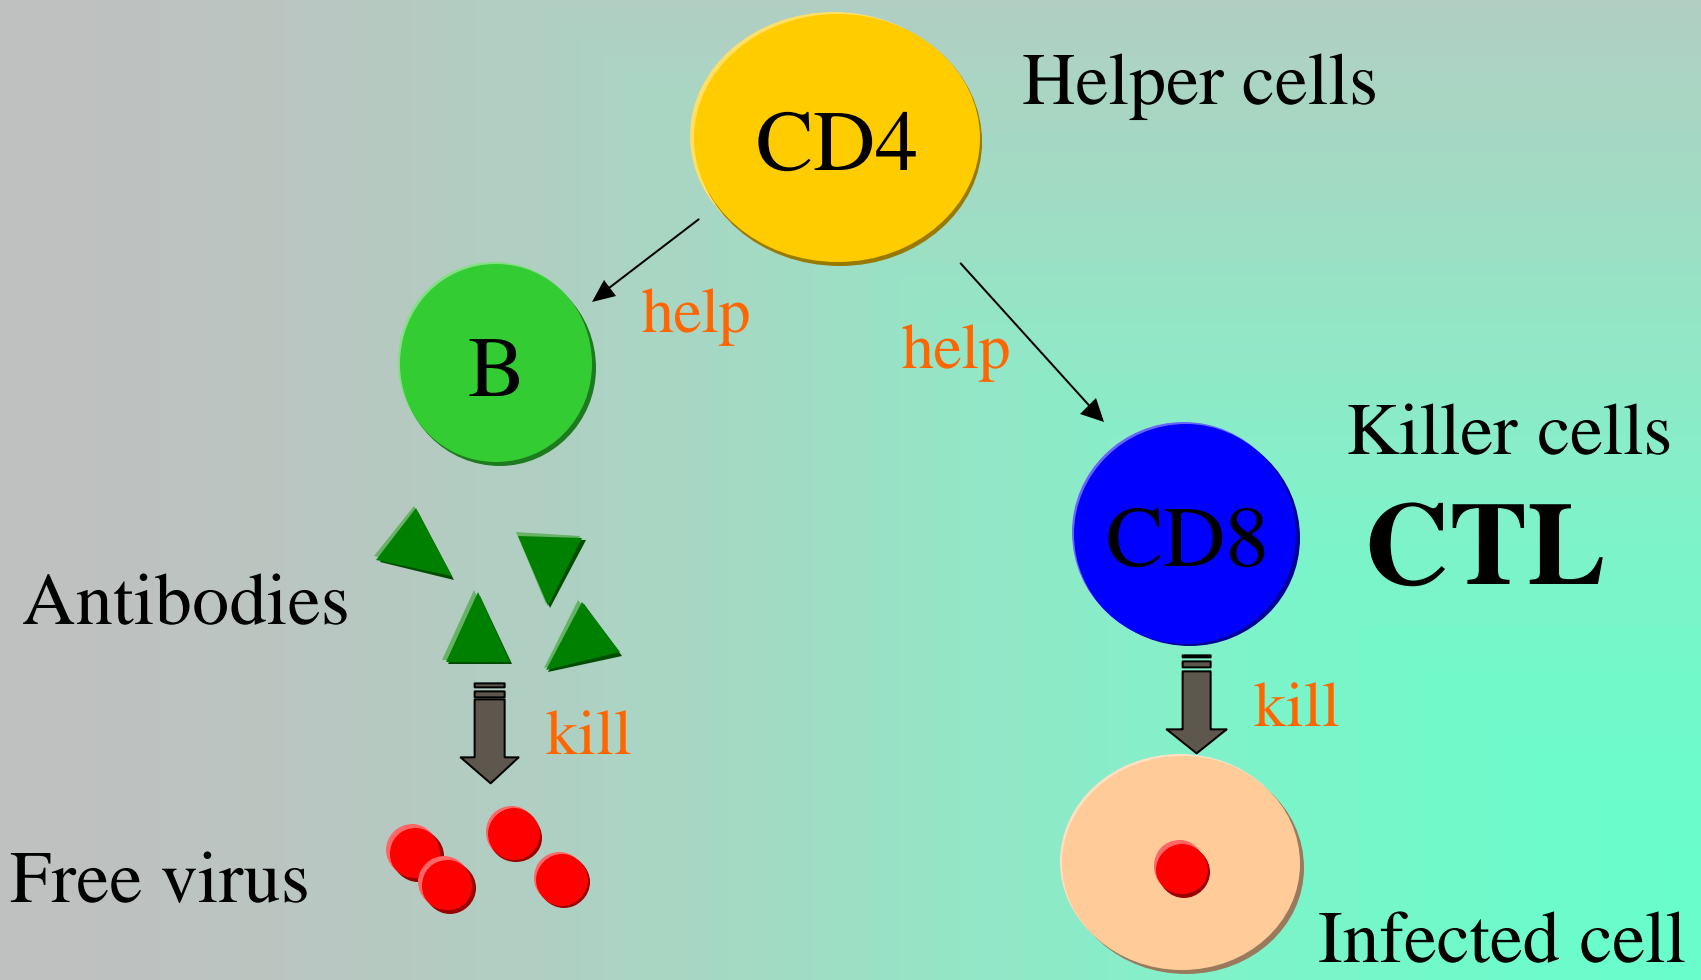 CD4
Helper cells
help
help
B
CD8
Killer cells
CTL
Antibodies
kill
kill
Free virus
Infected cell